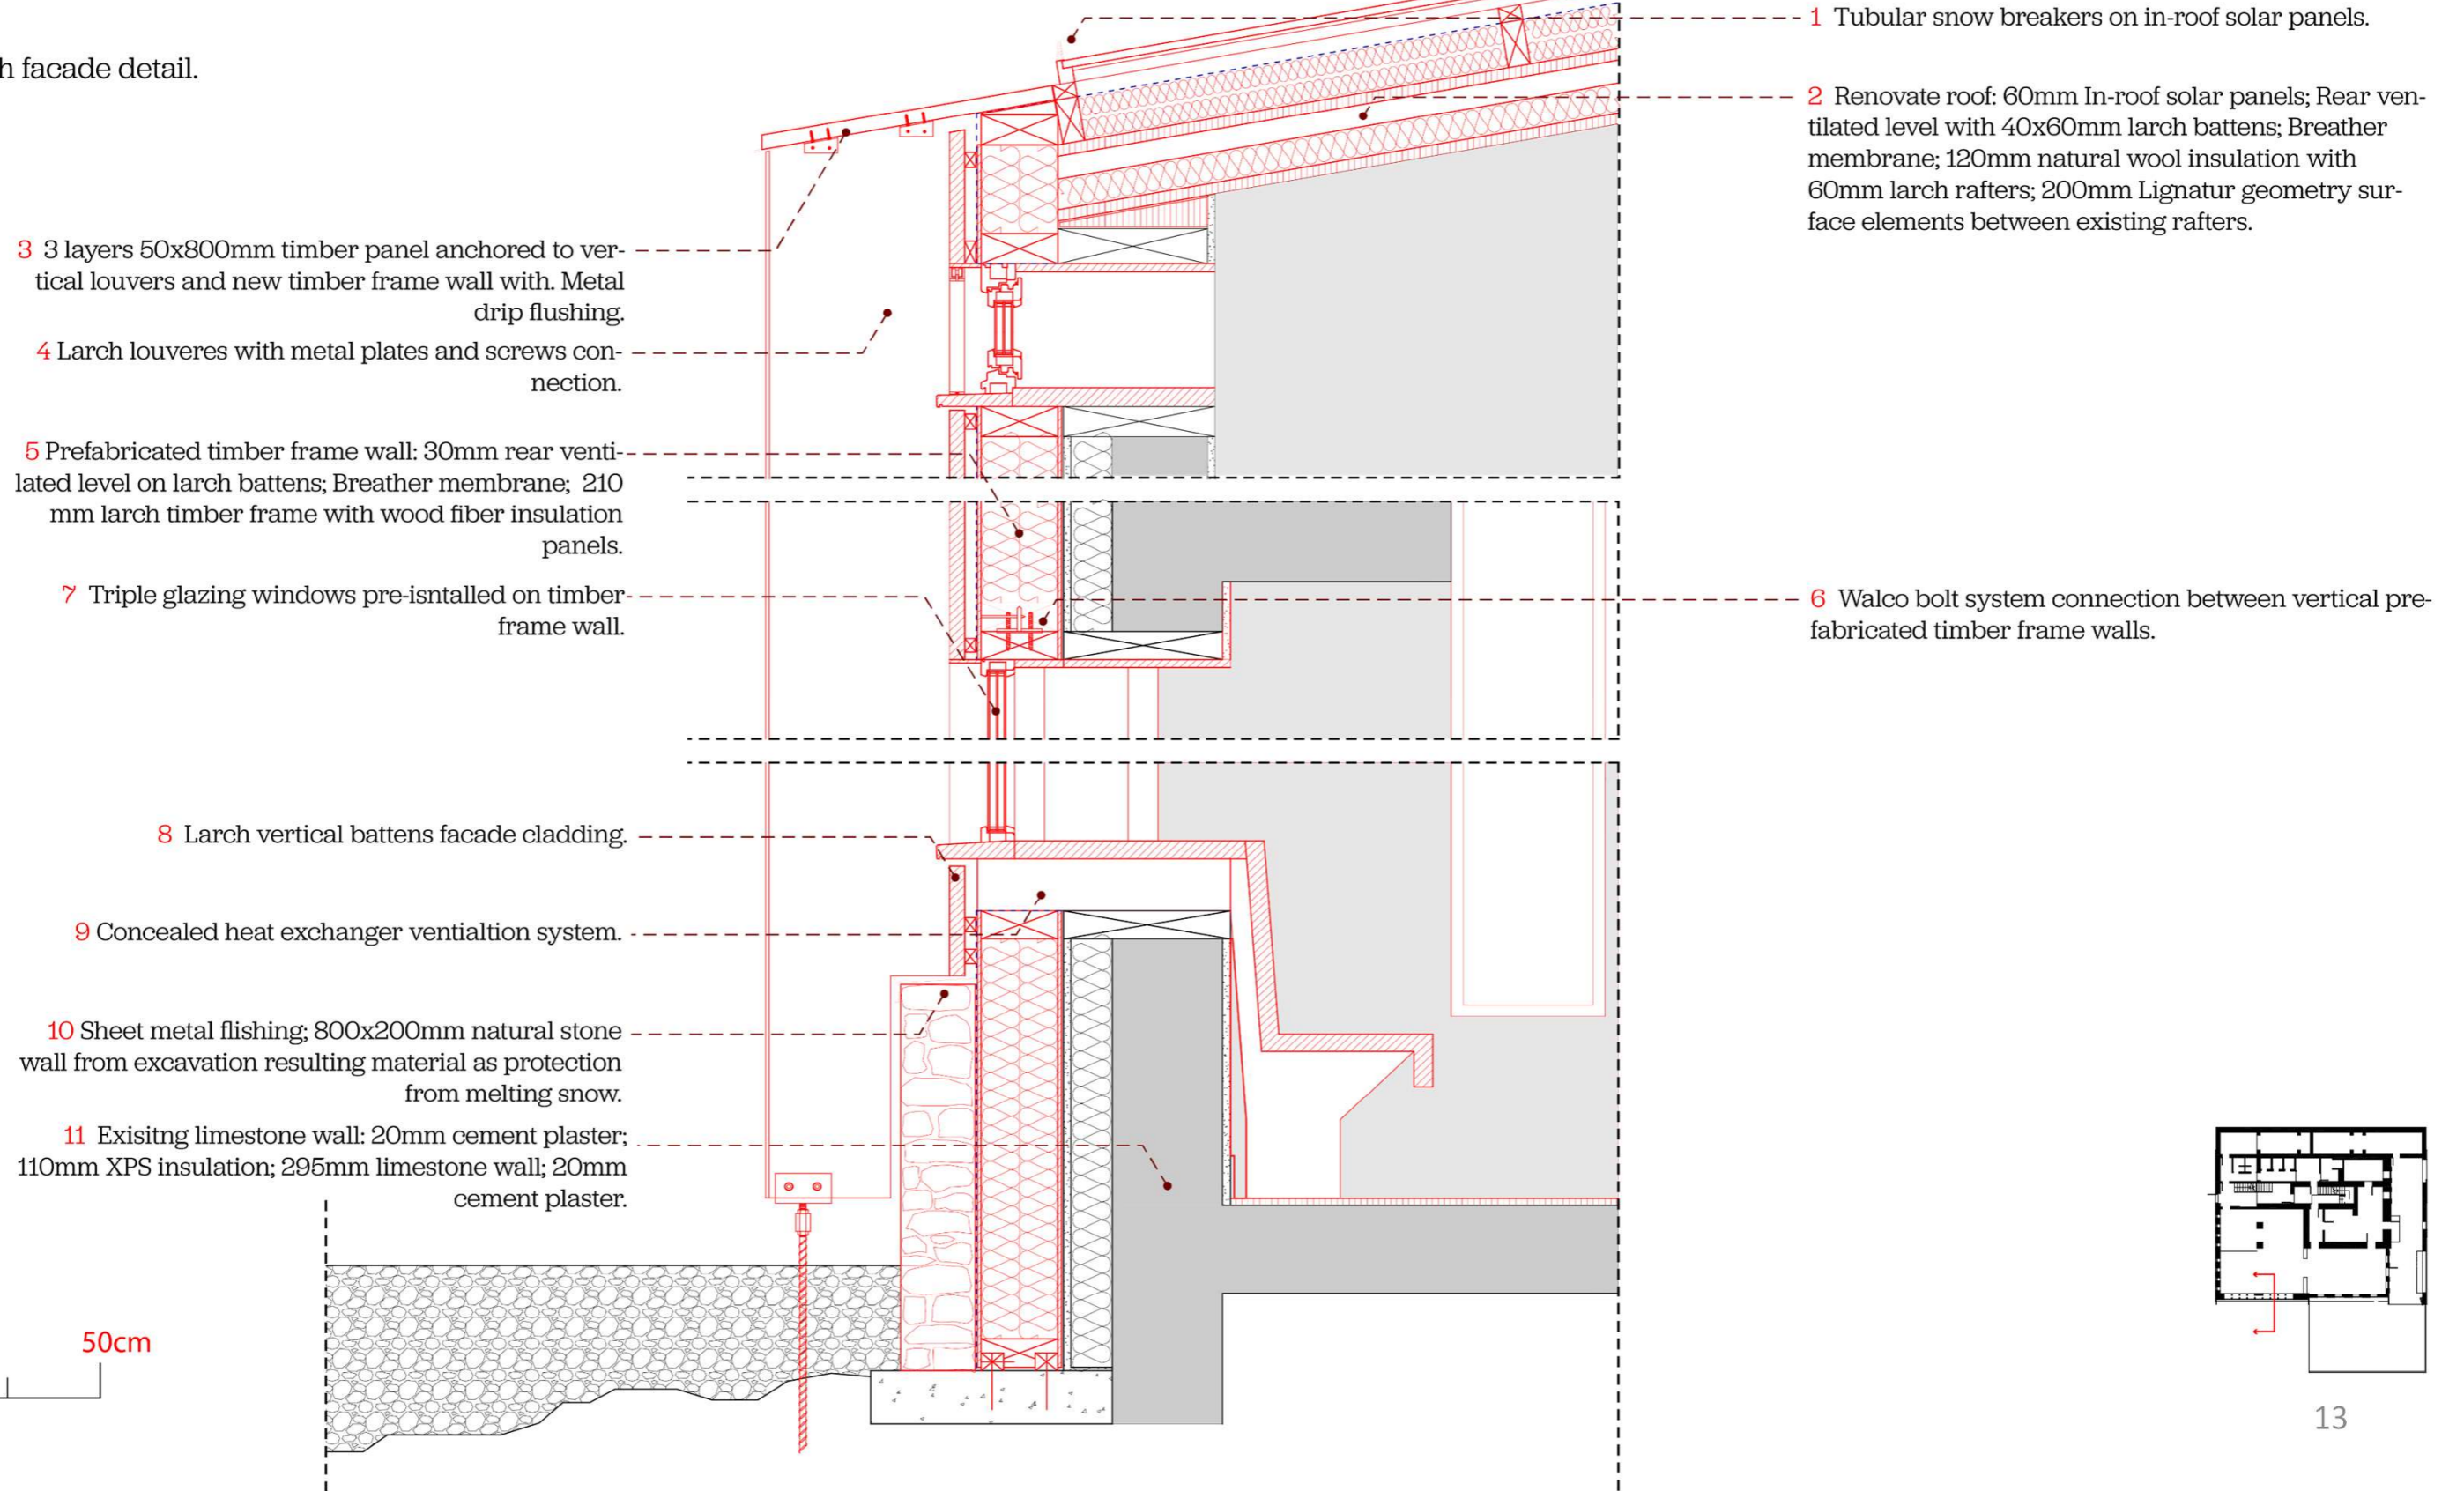 h facade detail.
1 Tubular snow breakers on in-roof solar panels.
2 Renovate roof: 60mm In-roof solar panels; Rear ven-
tilated level with 40x60mm larch battens; Breather
membrane; 120mm natural wool insulation with
60mm larch rafters; 200mm Lignatur geometry sur-
face elements between existing rafters.
3 3 layers 50x800mm timber panel anchored to ver-
tical louvers and new timber frame wall with. Metal
drip flushing.
4 Larch louveres with metal plates and screws con-
nection.
5 Prefabricated timber frame wall: 30mm rear venti-
lated level on larch battens; Breather membrane; 210
mm larch timber frame with wood fiber insulation
panels.
7 Triple glazing windows pre-isntalled on timber
frame wall.
6 Walco bolt system connection between vertical pre-
fabricated timber frame walls.
8 Larch vertical battens facade cladding.
9 Concealed heat exchanger ventialtion system.
10 Sheet metal flishing; 800x200mm natural stone
wall from excavation resulting material as protection
from melting snow.
11 Exisitng limestone wall: 20mm cement plaster;
110mm XPS insulation; 295mm limestone wall; 20mm
cement plaster.
50cm
13